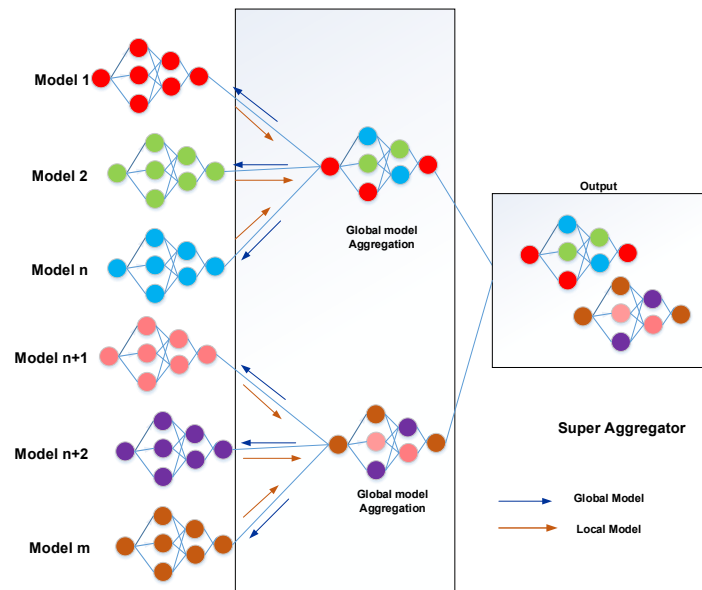 Model 1
Model 2
Model n
Model n+1
Model n+2
Model m
Global model
Aggregation
Global model
Aggregation
Output
Super Aggregator
Global Model
Local Model